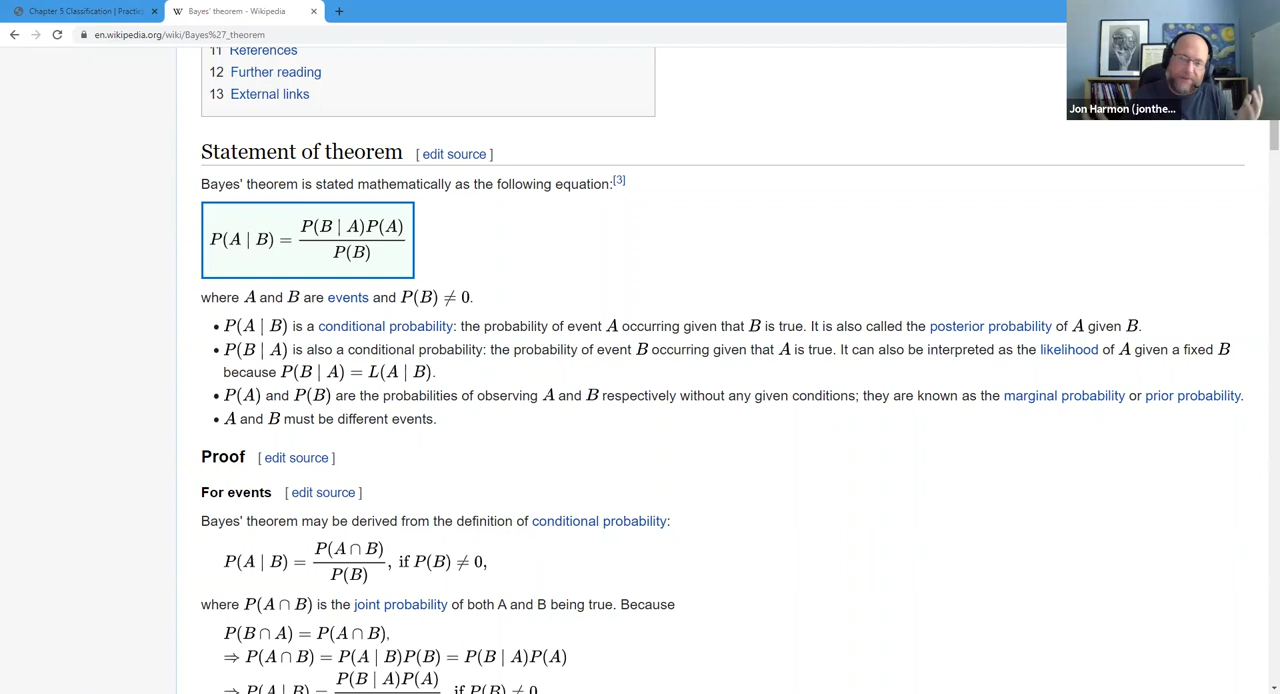 Chapter 5 Classification | Practic
Bayes' theorem - Wikipedia
en.wikipedia.org/wiki/Bayes%27_theorem
Jon Harmon (jonthe...
11 References
12 Further reading
13 External links
Statement of theorem [ edit source ]
Bayes' theorem is stated mathematically as the following equation:[3]
P(A | B) = P(B | A)P(A) / P(B)
where A and B are events and P(B) ≠ 0.
• P(A | B) is a conditional probability: the probability of event A occurring given that B is true. It is also called the posterior probability of A given B.
• P(B | A) is also a conditional probability: the probability of event B occurring given that A is true. It can also be interpreted as the likelihood of A given a fixed B
because P(B | A) = L(A | B).
• P(A) and P(B) are the probabilities of observing A and B respectively without any given conditions; they are known as the marginal probability or prior probability.
• A and B must be different events.
Proof [ edit source ]
For events [ edit source ]
Bayes' theorem may be derived from the definition of conditional probability:
P(A | B) = P(A ∩ B) / P(B), if P(B) ≠ 0,
where P(A ∩ B) is the joint probability of both A and B being true. Because
P(B ∩ A) = P(A ∩ B),
⇒ P(A ∩ B) = P(A | B)P(B) = P(B | A)P(A)
⇒ P(A | B) = P(B | A)P(A) if P(B) ≠ 0